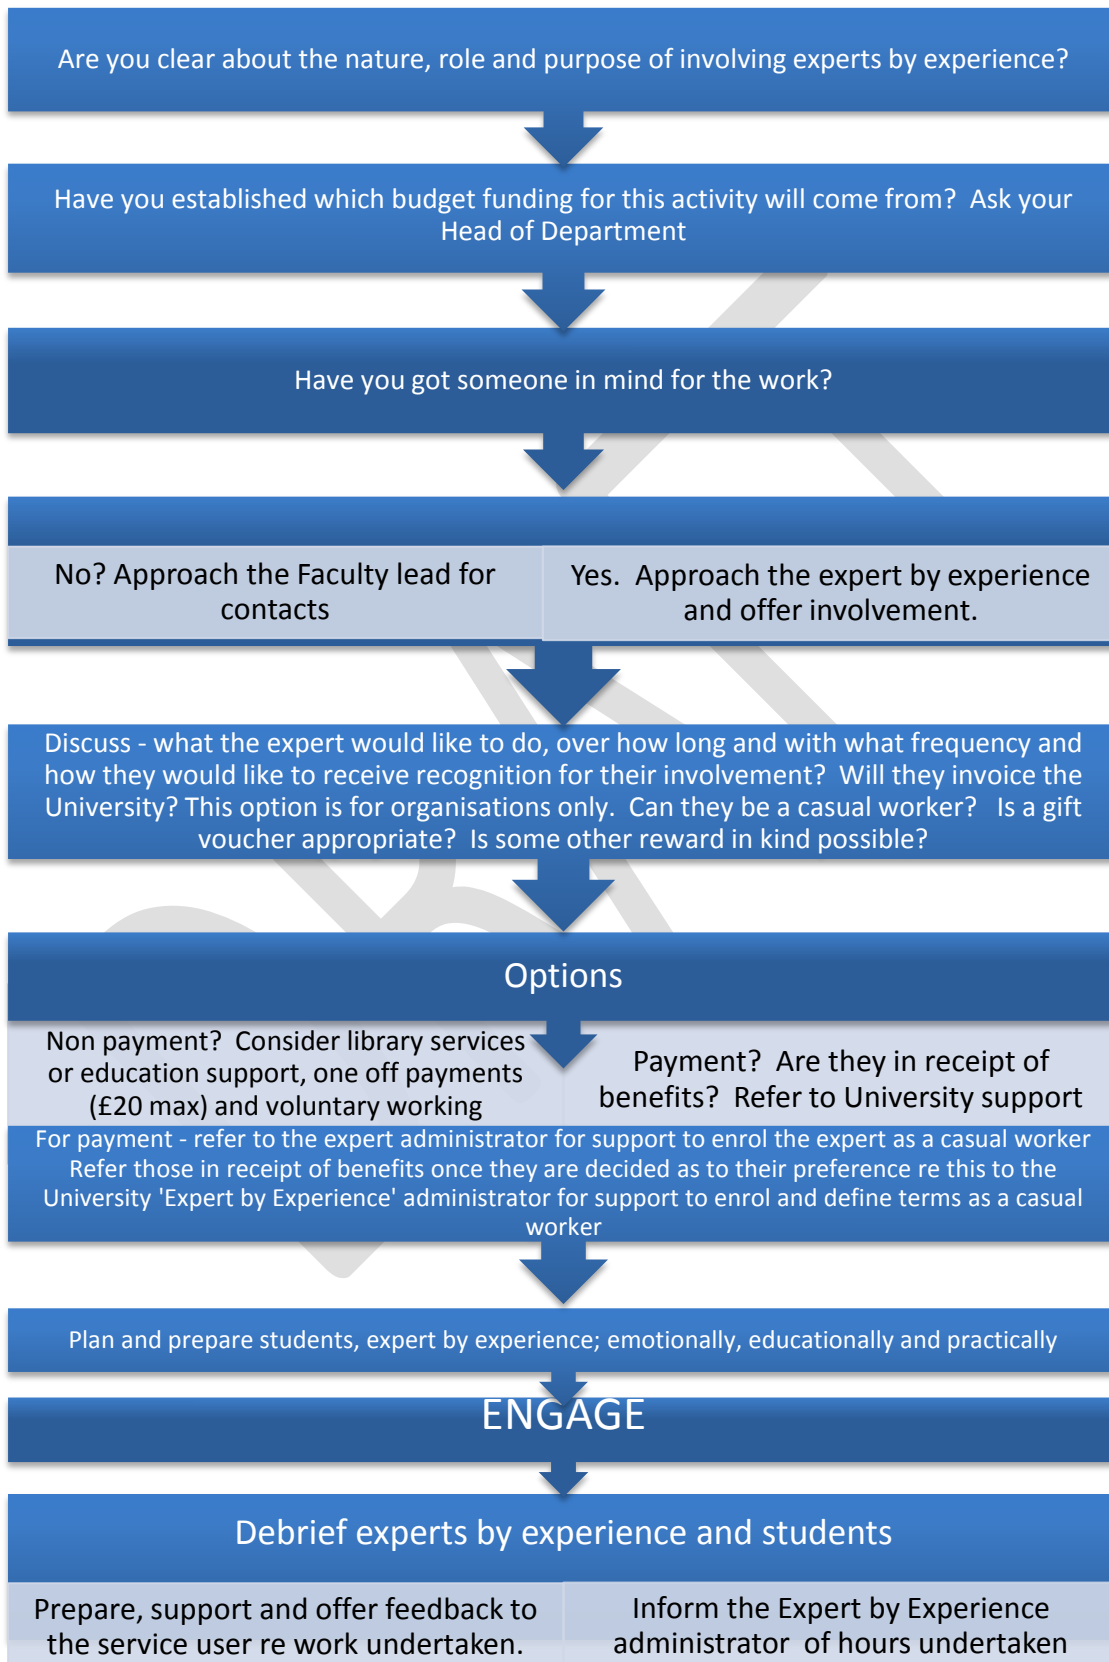 Are you clear about the nature, role and purpose of involving experts by experience?
Have you established which budget funding for this activity will come from?  Ask your
Head of Department
Have you got someone in mind for the work?
No? Approach the Faculty lead for
contacts
Yes.  Approach the expert by experience
and offer involvement.
Discuss - what the expert would like to do, over how long and with what frequency and
how they would like to receive recognition for their involvement?  Will they invoice the
University? This option is for organisations only.  Can they be a casual worker?   Is a gift
voucher appropriate?  Is some other reward in kind possible?
Options
Non payment?  Consider library services
or education support, one off payments
(£20 max) and voluntary working
Payment?  Are they in receipt of
benefits?  Refer to University support
For payment - refer to the expert administrator for support to enrol the expert as a casual worker
Refer those in receipt of benefits once they are decided as to their preference re this to the
University 'Expert by Experience' administrator for support to enrol and define terms as a casual
worker
Plan and prepare students, expert by experience; emotionally, educationally and practically
ENGAGE
Debrief experts by experience and students
Prepare, support and offer feedback to
the service user re work undertaken.
Inform the Expert by Experience
administrator  of hours undertaken